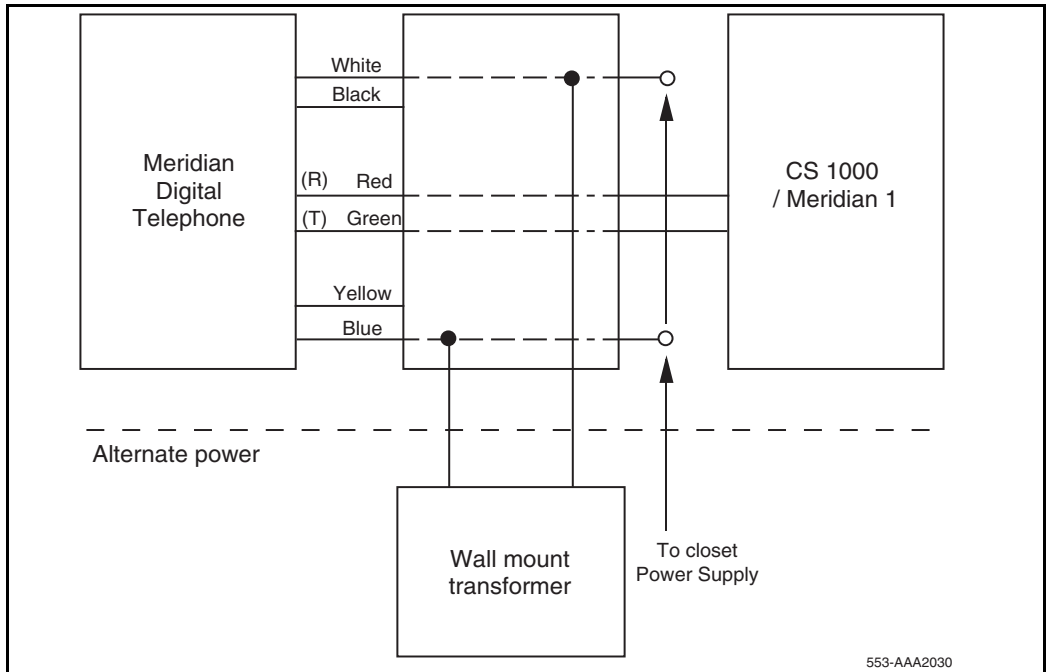 White
Black
Meridian
Digital
Telephone
(R) Red
(T) Green
CS 1000
/ Meridian 1
Yellow
Blue
Alternate power
Wall mount
transformer
To closet
Power Supply
553-AAA2030